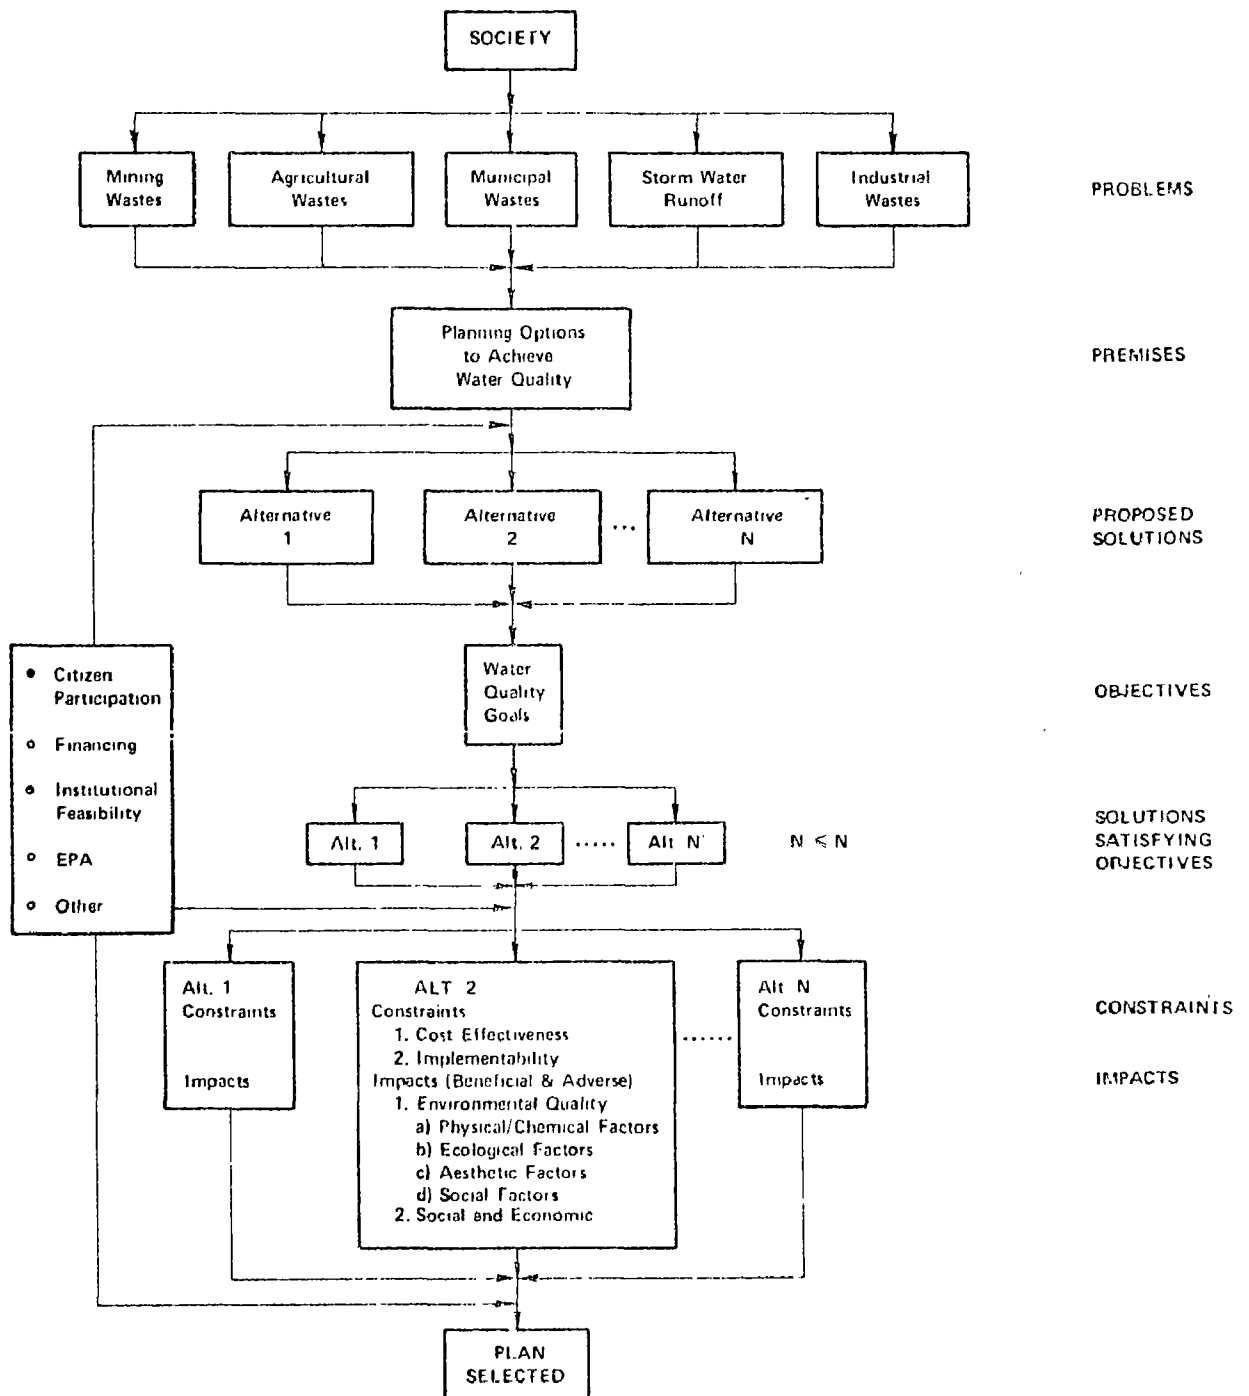 SOCIETY
Mining
Wastes
Agricultural
Wastes
Municipal
Wastes
Storm Water
Runoff
Industrial
Wastes
PROBLEMS
Planning Options
to Achieve
Water Quality
PREMISES
Alternative
1
Alternative
2
...
Alternative
N
PROPOSED
SOLUTIONS
• Citizen
Participation
o Financing
• Institutional
Feasibility
o EPA
o Other
Water
Quality
Goals
OBJECTIVES
Alt. 1
Alt. 2
.....
Alt N'
N ≤ N
SOLUTIONS
SATISFYING
OBJECTIVES
Alt. 1
Constraints
Impacts
ALT 2
Constraints
1. Cost Effectiveness
2. Implementability
Impacts (Beneficial & Adverse)
1. Environmental Quality
a) Physical/Chemical Factors
b) Ecological Factors
c) Aesthetic Factors
d) Social Factors
2. Social and Economic
......
Alt N
Constraints
Impacts
CONSTRAINTS
IMPACTS
PLAN
SELECTED